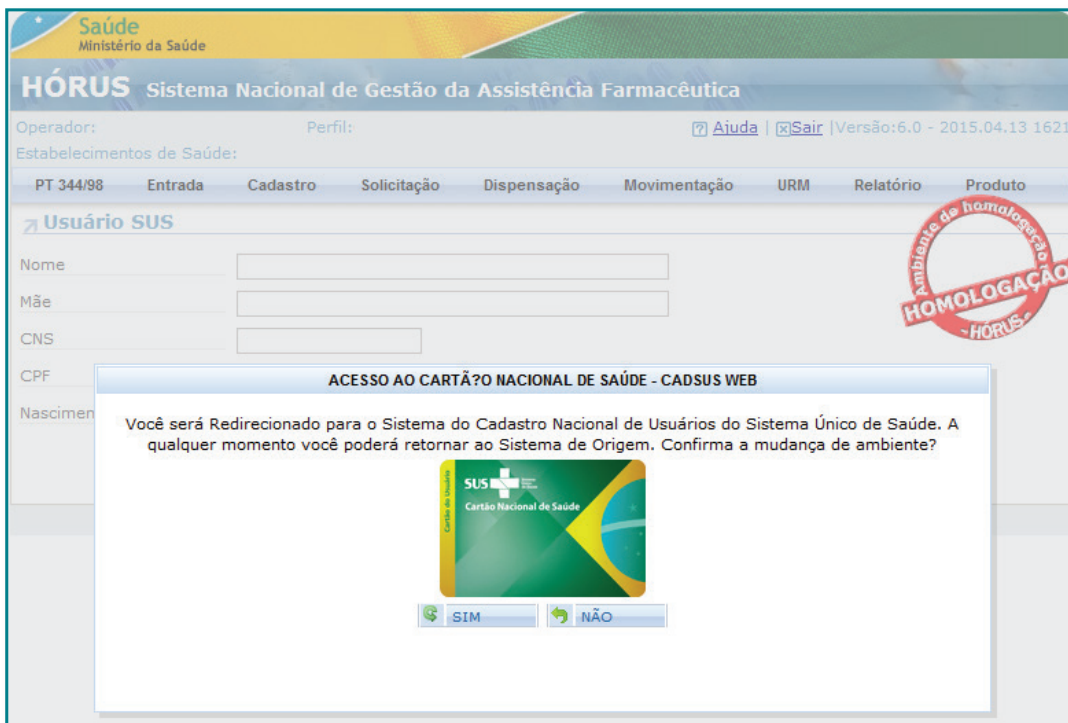 Saúde
Ministério da Saúde
HÓRUS Sistema Nacional de Gestão da Assistência Farmacêutica
Operador: Perfil: Ajuda | Sair |Versão:6.0 - 2015.04.13 1621
Estabelecimentos de Saúde:
PT 344/98 Entrada Cadastro Solicitação Dispensação Movimentação URM Relatório Produto
Usuário SUS
Ambiente de homologação
HOMOLOGAÇÃO
-HÓRUS-
Nome
Mãe
CNS
CPF
Nascimen
ACESSO AO CARTÃ?O NACIONAL DE SAÚDE - CADSUS WEB
Você será Redirecionado para o Sistema do Cadastro Nacional de Usuários do Sistema Único de Saúde. A
qualquer momento você poderá retornar ao Sistema de Origem. Confirma a mudança de ambiente?
Cartão do Usuário
SUS
Cartão Nacional de Saúde
SIM NÃO